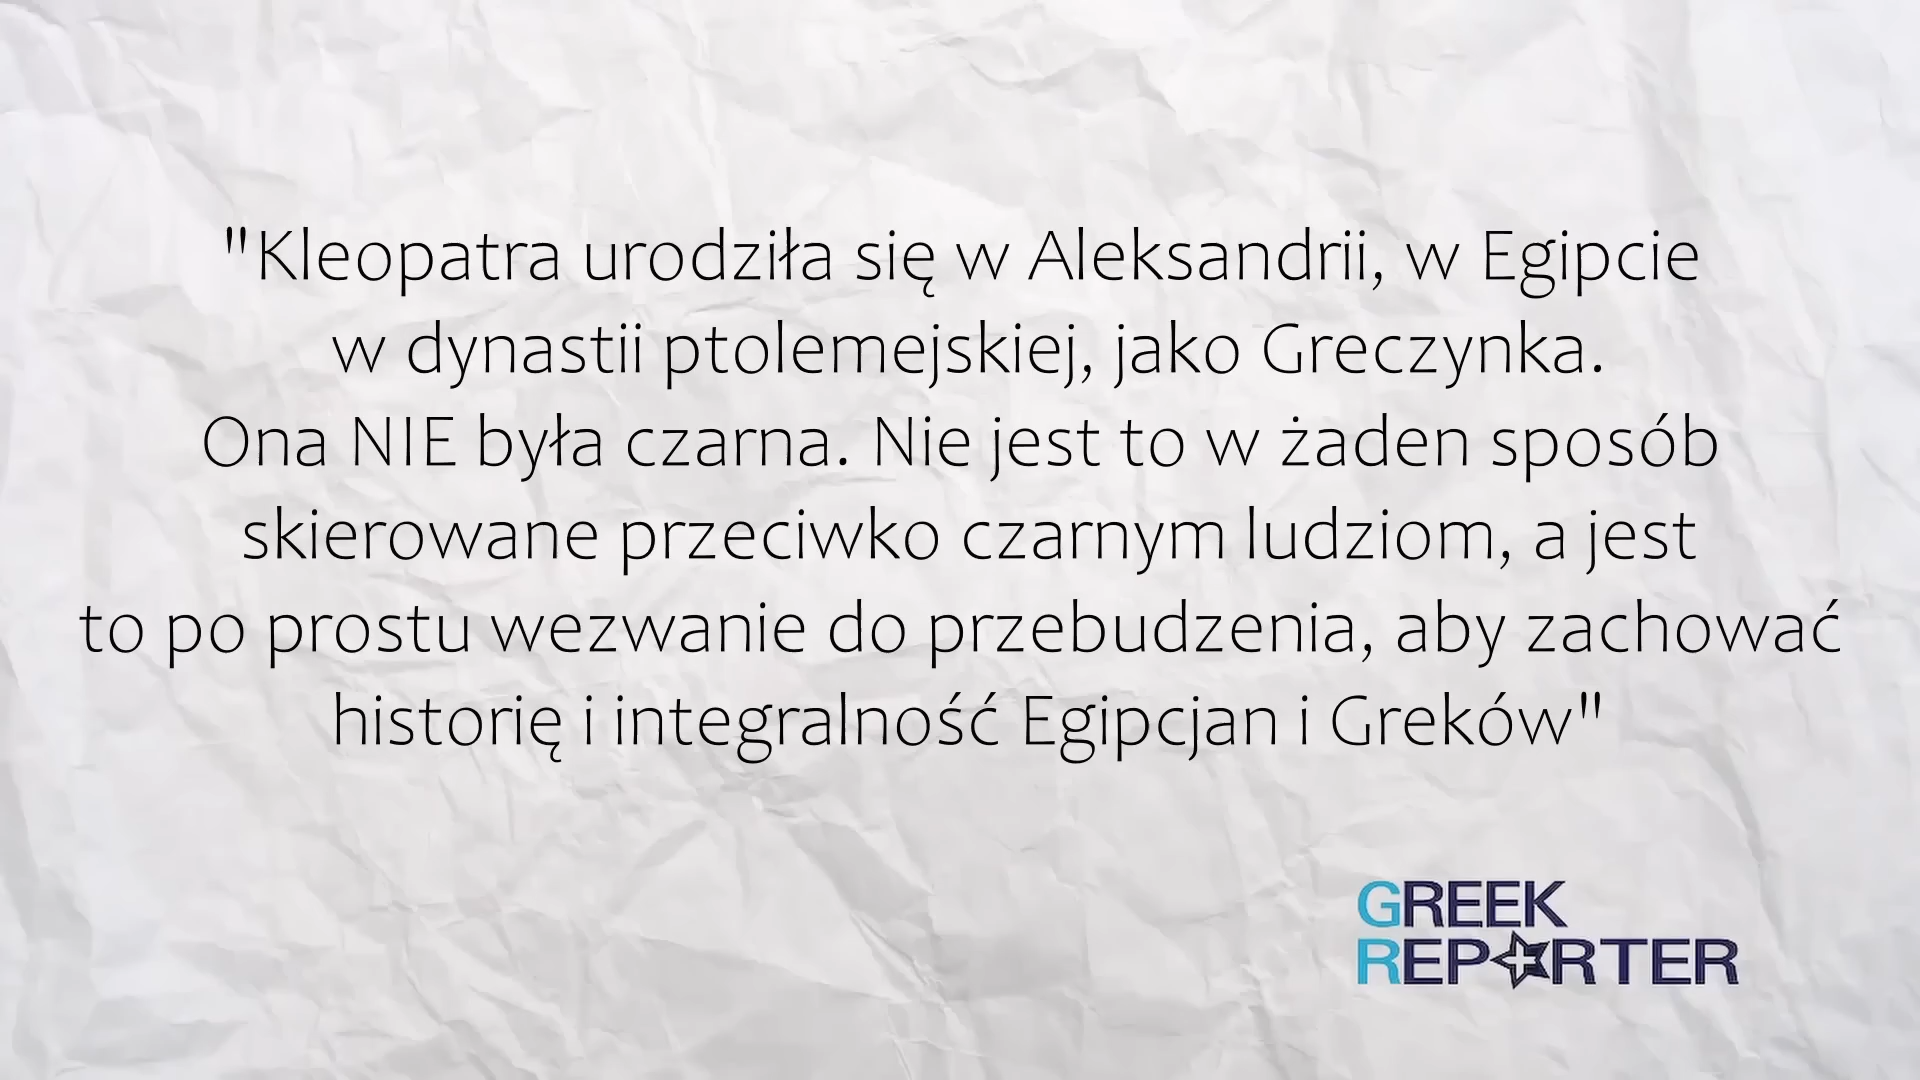 "Kleopatra urodziła się w Aleksandrii, w Egipcie
w dynastii ptolemejskiej, jako Greczynka.
Ona NIE była czarna. Nie jest to w żaden sposób
skierowane przeciwko czarnym ludziom, a jest
to po prostu wezwanie do przebudzenia, aby zachować
historię i integralność Egipcjan i Greków"
GREEK
REPORTER